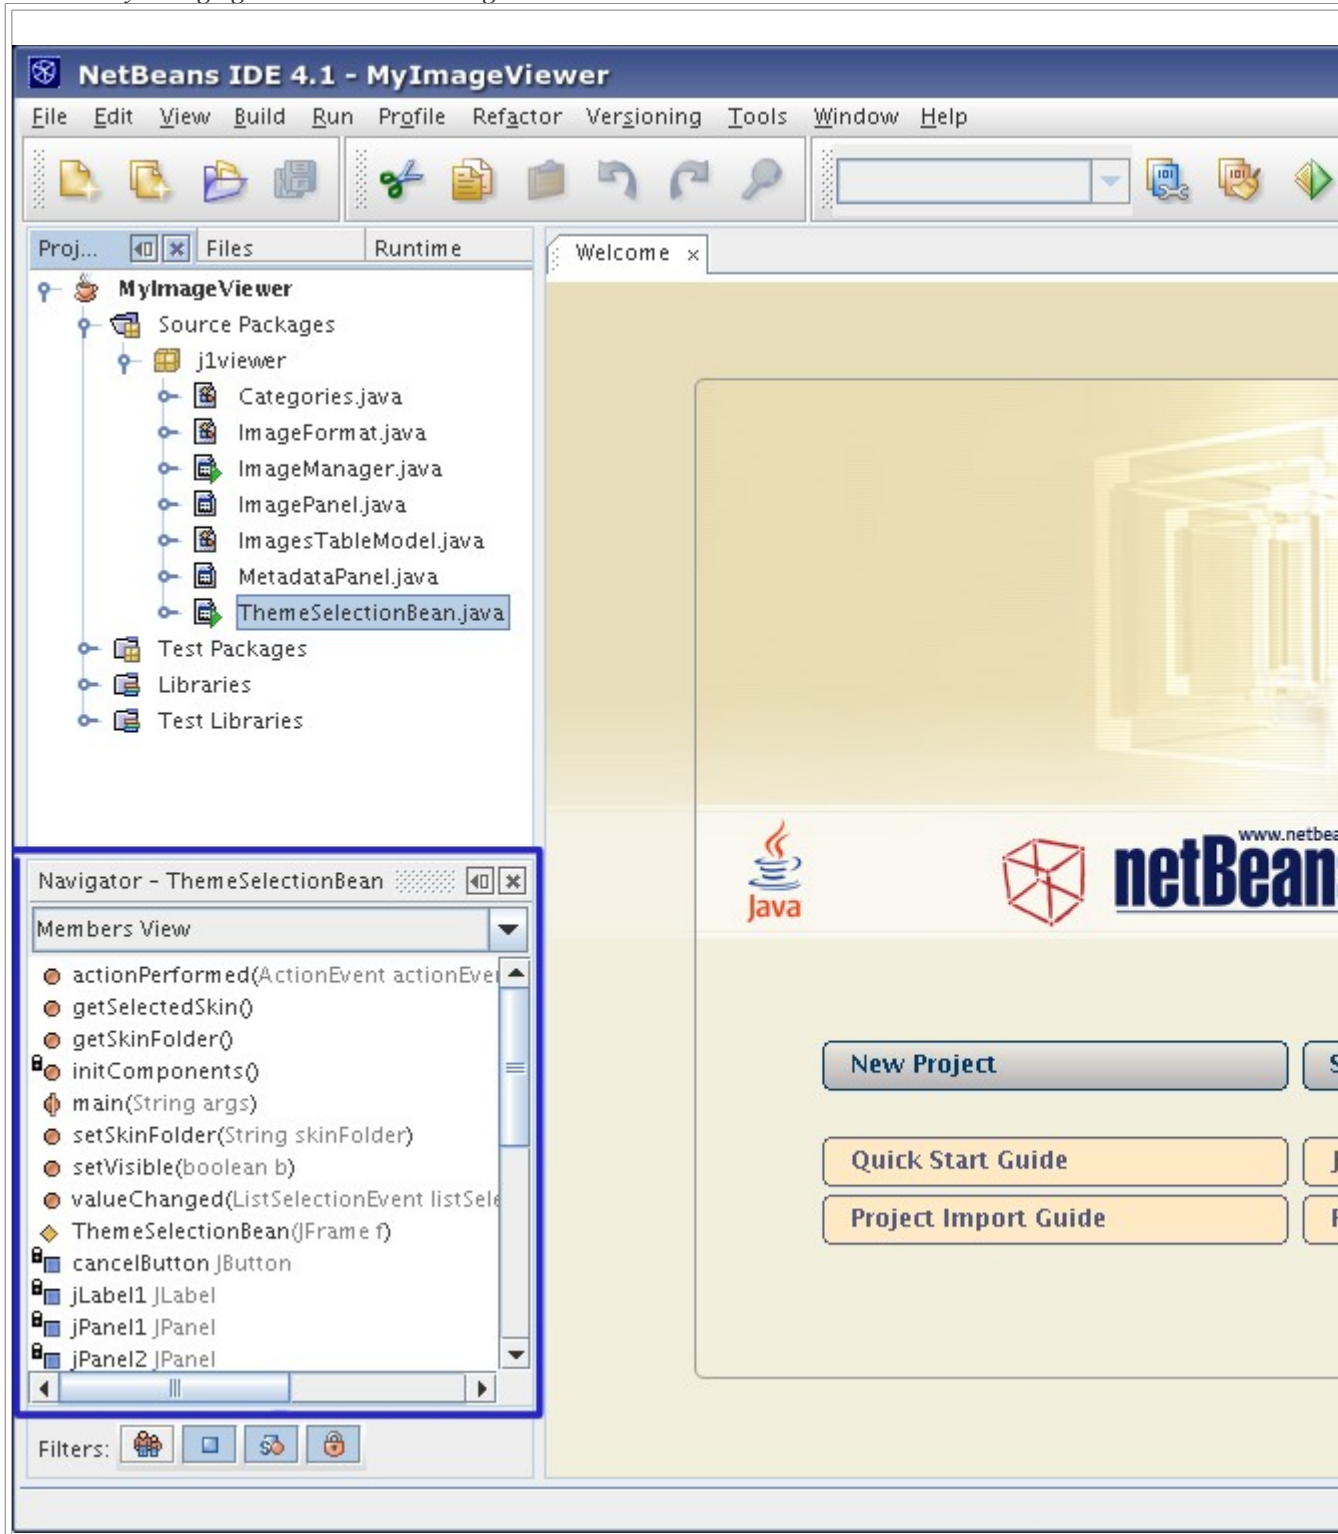 NetBeans IDE 4.1 - MyImageViewer
File Edit View Build Run Profile Refactor Versioning Tools Window Help
Proj... Files Runtime
Welcome
MyImageViewer
Source Packages
j1viewer
Categories.java
ImageFormat.java
ImageManager.java
ImagePanel.java
ImagesTableModel.java
MetadataPanel.java
ThemeSelectionBean.java
Test Packages
Libraries
Test Libraries
Navigator - ThemeSelectionBean
Members View
actionPerformed(ActionEvent actionEve
getSelectedSkin()
getSkinFolder()
initComponents()
main(String args)
setSkinFolder(String skinFolder)
setVisible(boolean b)
valueChanged(ListSelectionEvent listSele
ThemeSelectionBean(JFrame f)
cancelButton JButton
jLabel1 JLabel
jPanel1 JPanel
jPanel2 JPanel
Filters:
Java
www.netbea
netBean
New Project
Quick Start Guide
Project Import Guide